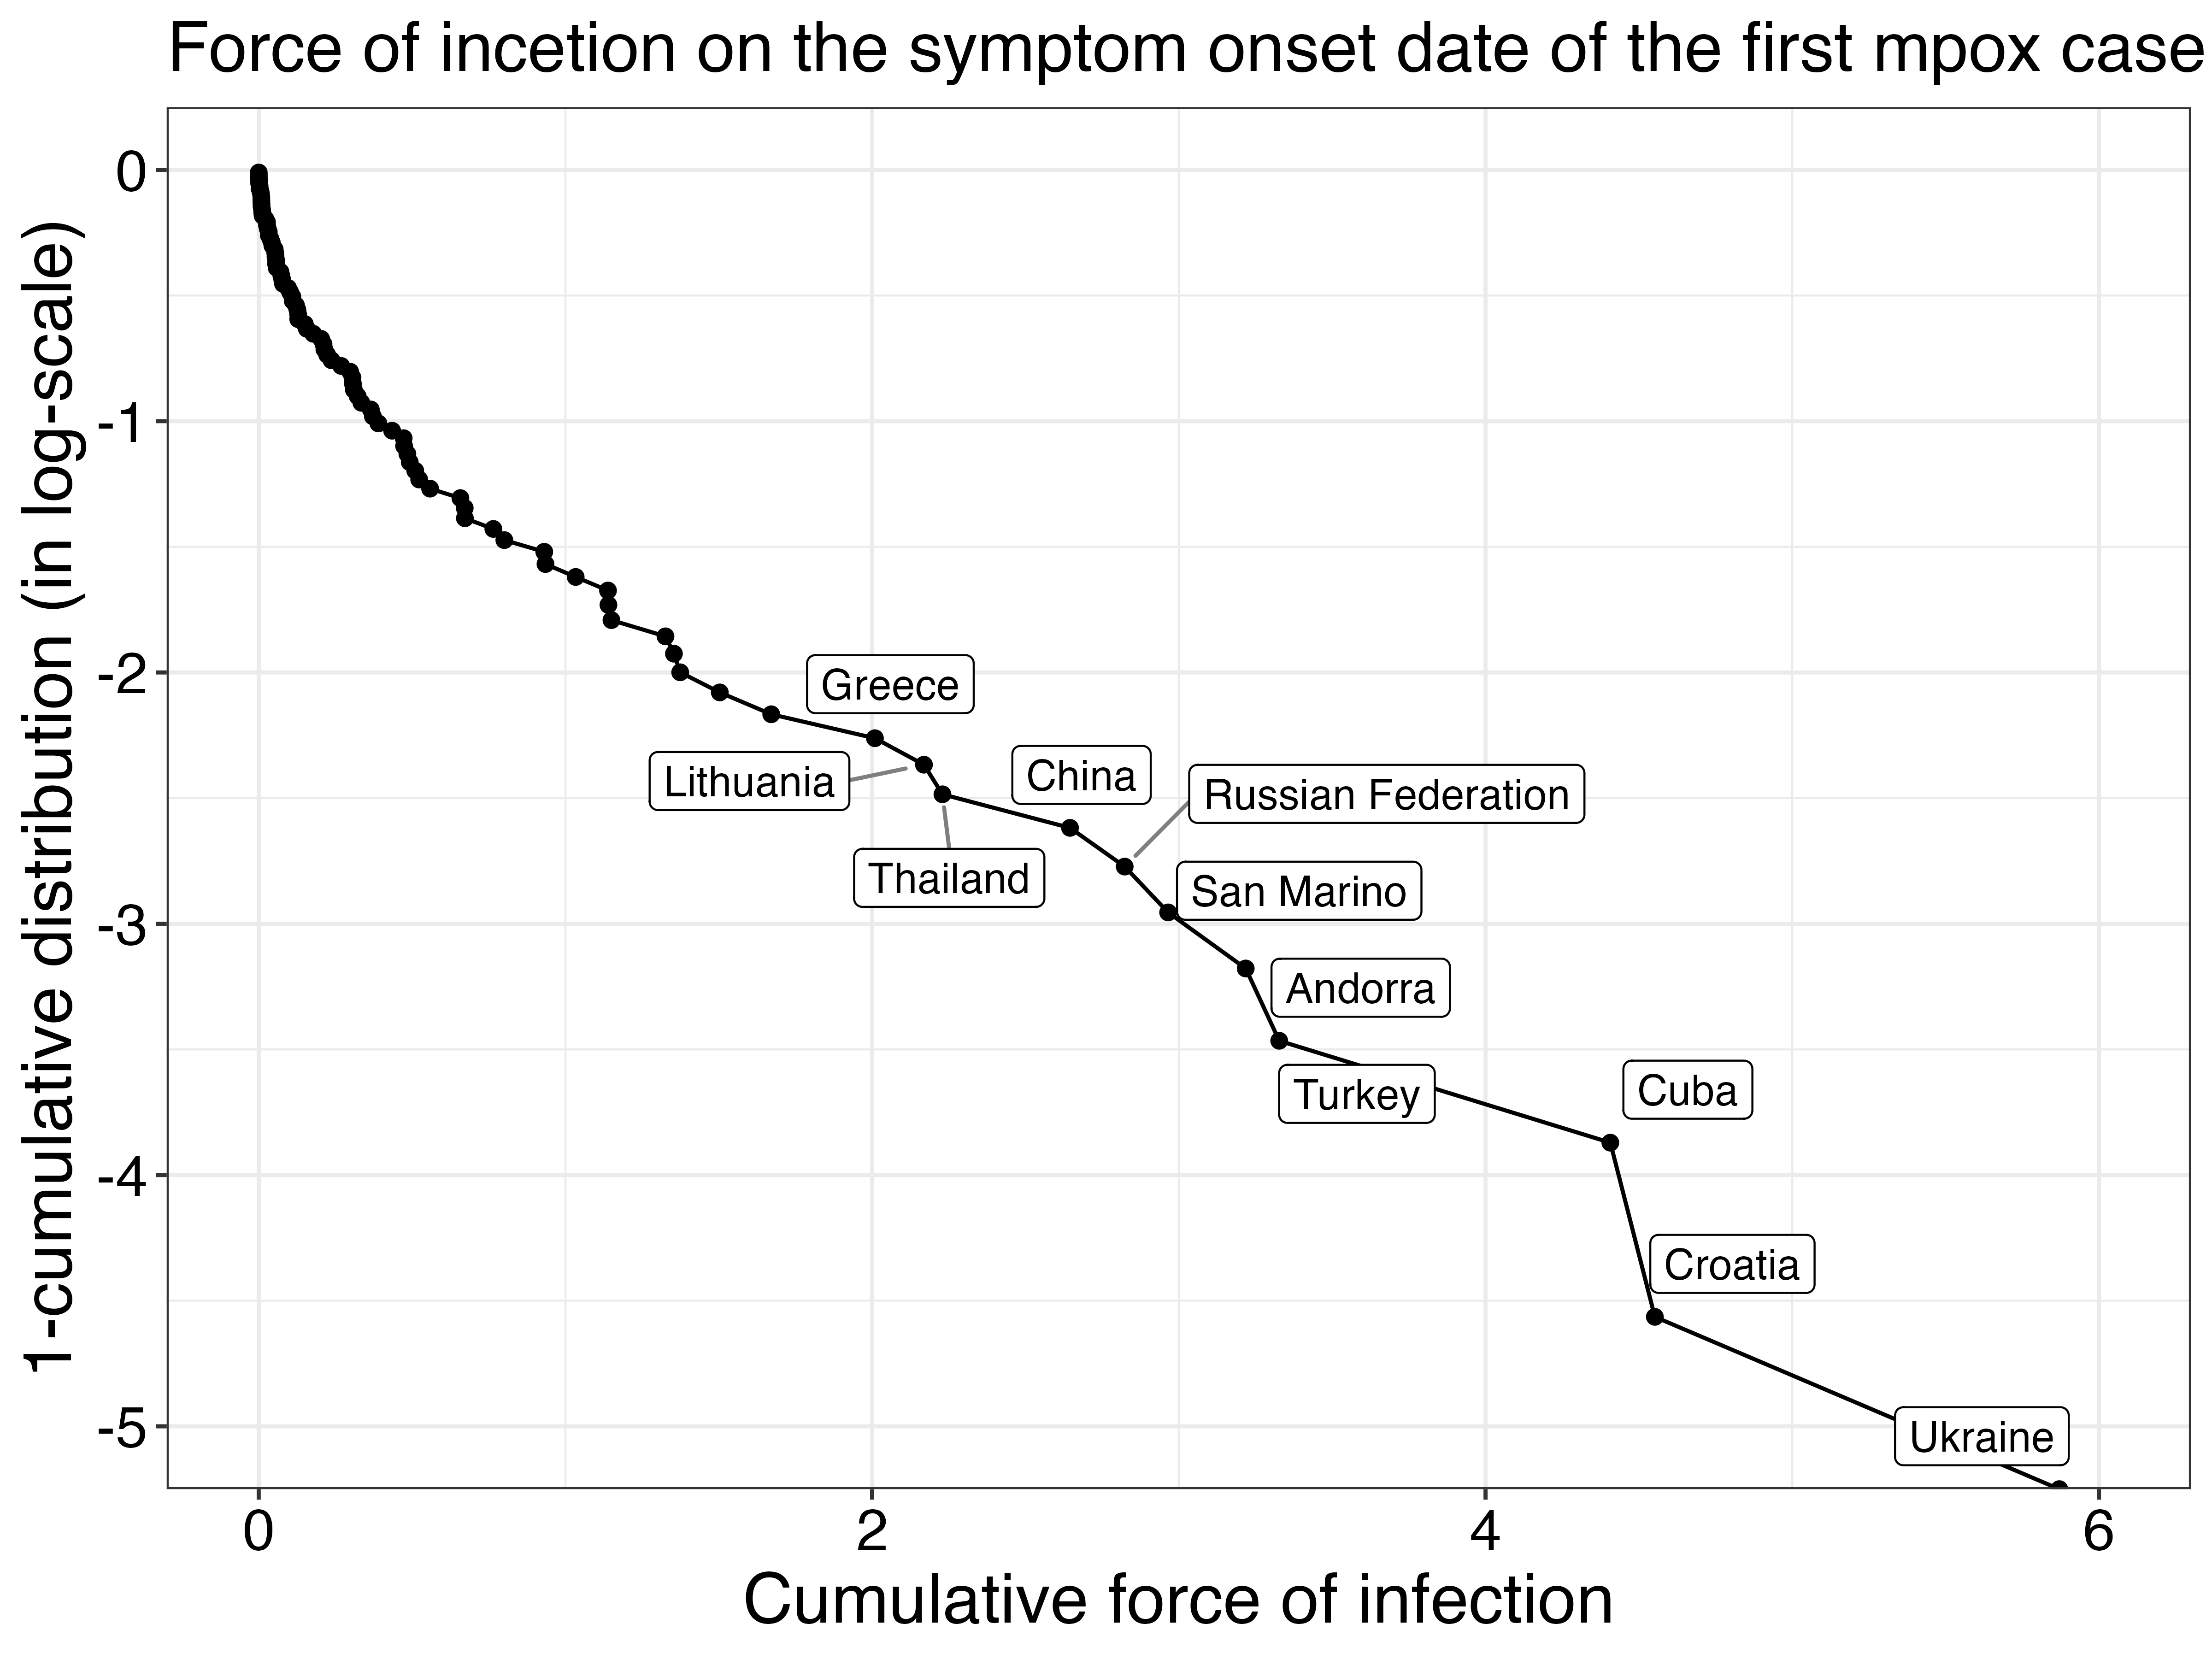 Force of incetion on the symptom onset date of the first mpox case
1-cumulative distribution (in log-scale)
0
-1
-2
-3
-4
-5
Greece
Lithuania
China
Russian Federation
Thailand
San Marino
Andorra
Turkey
Cuba
Croatia
Ukraine
0 2 4 6
Cumulative force of infection